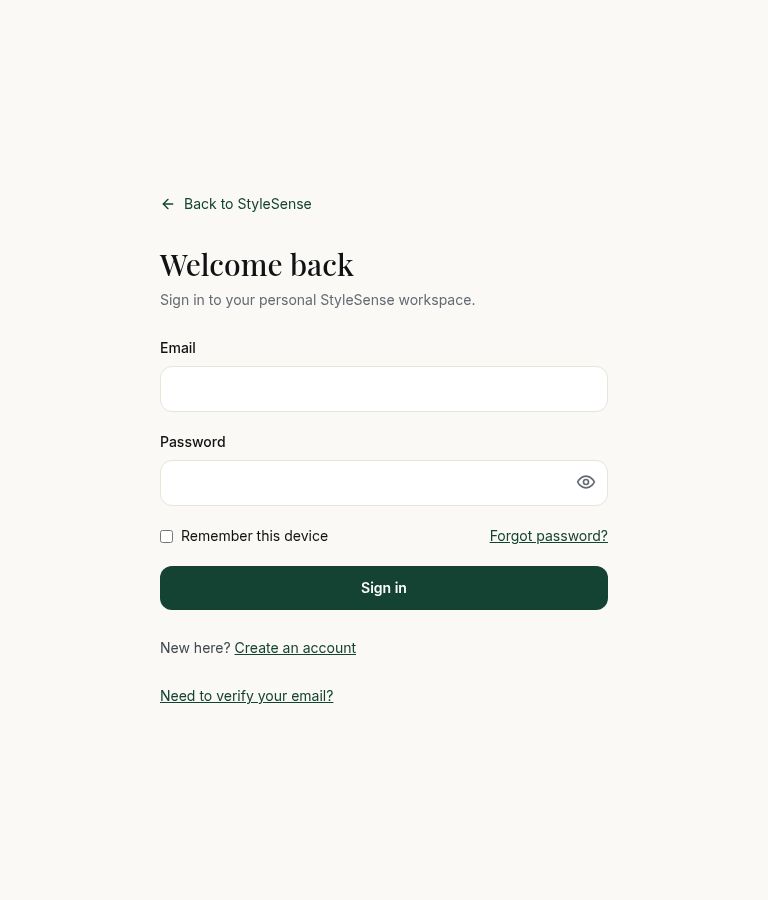 Back to StyleSense
Welcome back
Sign in to your personal StyleSense workspace.
Email
Password
Remember this device
Forgot password?
Sign in
New here? Create an account
Need to verify your email?